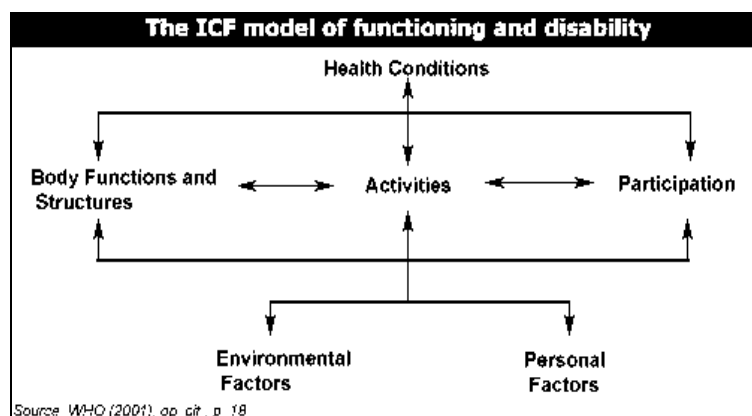 The ICF model of functioning and disability
Health Conditions
Body Functions and
Structures
Activities
Participation
Environmental
Factors
Personal
Factors
Source WHO (2001), op. cit., p. 18